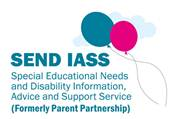 SEND IASS
Special Educational Needs
and Disability Information,
Advice and Support Service
(Formerly Parent Partnership)